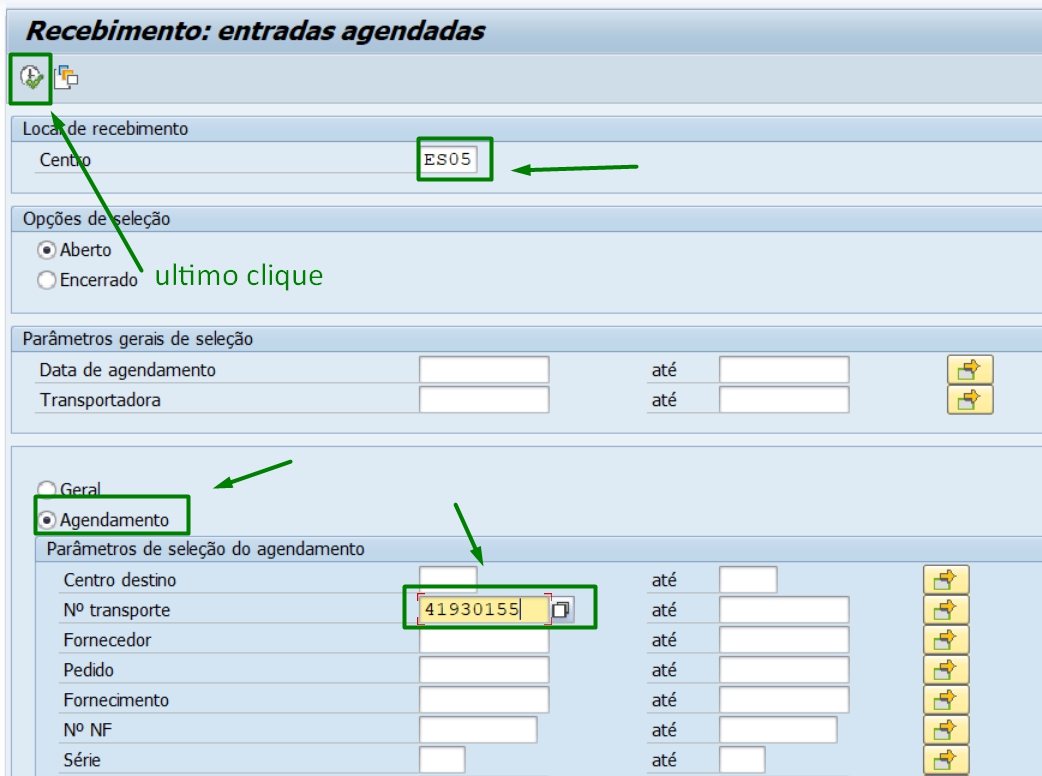 Recebimento: entradas agendadas
Local de recebimento
Centro ES05
Opções de seleção
Aberto
Encerrado
ultimo clique
Parâmetros gerais de seleção
Data de agendamento até
Transportadora até
Geral
Agendamento
Parâmetros de seleção do agendamento
Centro destino até
Nº transporte 41930155 até
Fornecedor até
Pedido até
Fornecimento até
Nº NF até
Série até